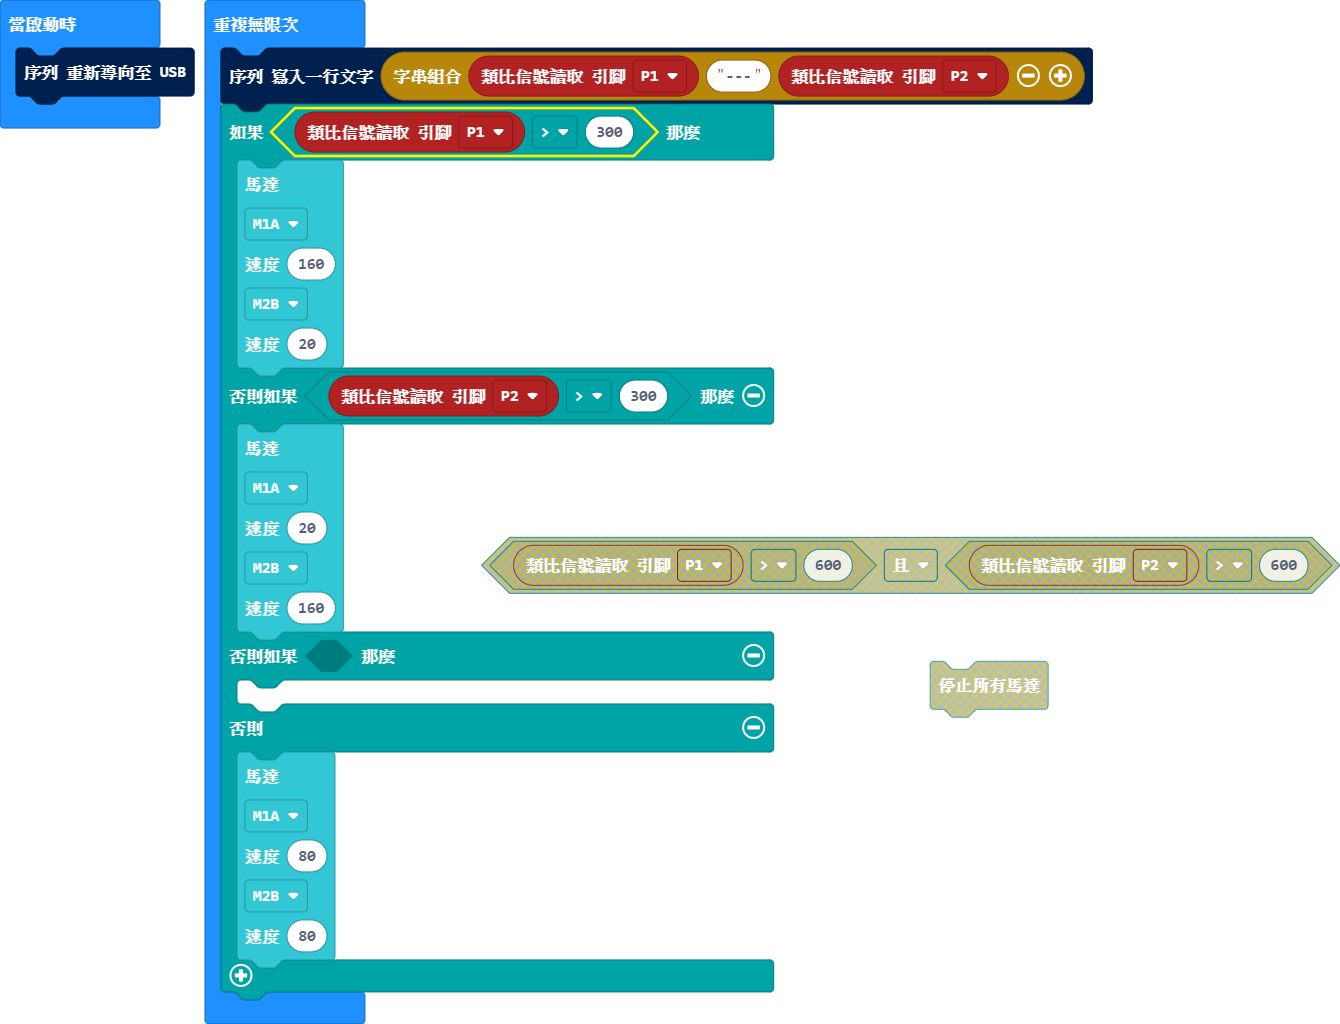 當啟動時
序列 重新導向至 USB
重複無限次
序列 寫入一行文字 字串組合 類比信號讀取 引腳 P1 "---" 類比信號讀取 引腳 P2
如果 類比信號讀取 引腳 P1 > 300 那麼
馬達
M1A
速度 160
M2B
速度 20
否則如果 類比信號讀取 引腳 P2 > 300 那麼
馬達
M1A
速度 20
M2B
速度 160
類比信號讀取 引腳 P1 > 600 且 類比信號讀取 引腳 P2 > 600
否則如果 那麼
停止所有馬達
否則
馬達
M1A
速度 80
M2B
速度 80